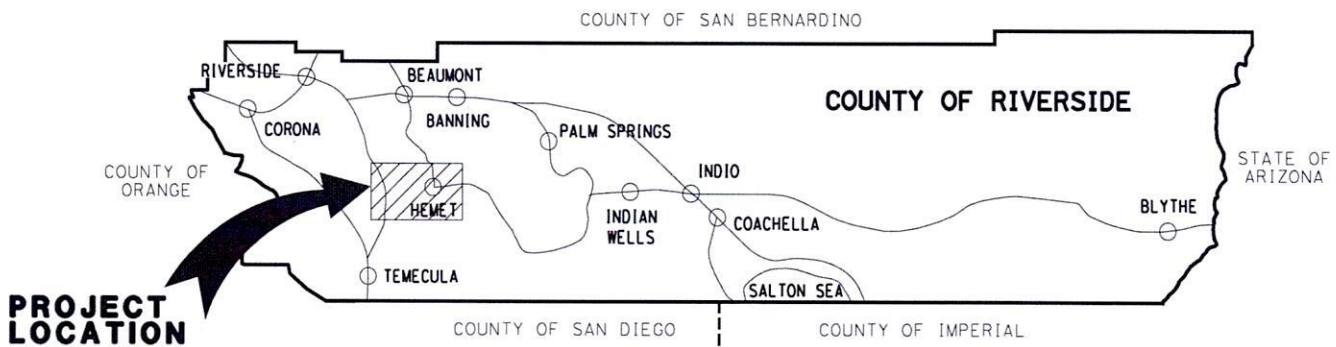 COUNTY OF SAN BERNARDINO
RIVERSIDE
BEAUMONT
COUNTY OF RIVERSIDE
CORONA
BANNING
PALM SPRINGS
COUNTY OF
ORANGE
STATE OF
ARIZONA
INDIO
HEMET
INDIAN
WELLS
COACHELLA
BLYTHE
TEMECULA
SALTON SEA
PROJECT
LOCATION
COUNTY OF SAN DIEGO
COUNTY OF IMPERIAL